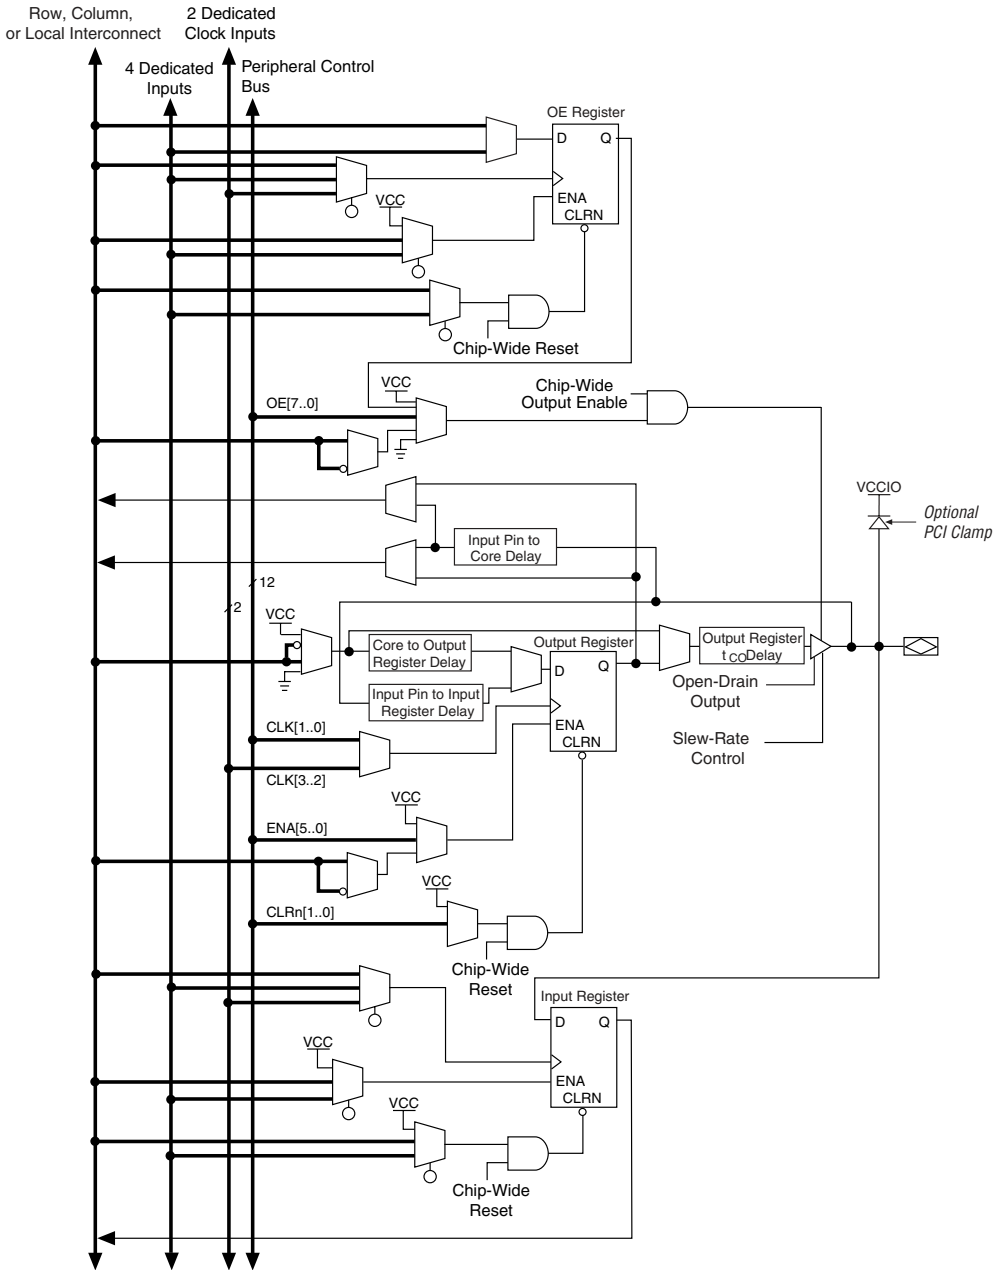 Row, Column,
or Local Interconnect
2 Dedicated
Clock Inputs
4 Dedicated
Inputs
Peripheral Control
Bus
OE Register
D
Q
ENA
CLRN
VCC
Chip-Wide Reset
VCC
OE[7..0]
Chip-Wide
Output Enable
VCCIO
Optional
PCI Clamp
Input Pin to
Core Delay
12
2
VCC
Core to Output
Register Delay
Input Pin to Input
Register Delay
Output Register
D
Q
ENA
CLRN
Output Register
tCODelay
Open-Drain
Output
Slew-Rate
Control
CLK[1..0]
CLK[3..2]
VCC
ENA[5..0]
VCC
CLRn[1..0]
Chip-Wide
Reset
Input Register
D
Q
ENA
CLRN
VCC
VCC
Chip-Wide
Reset